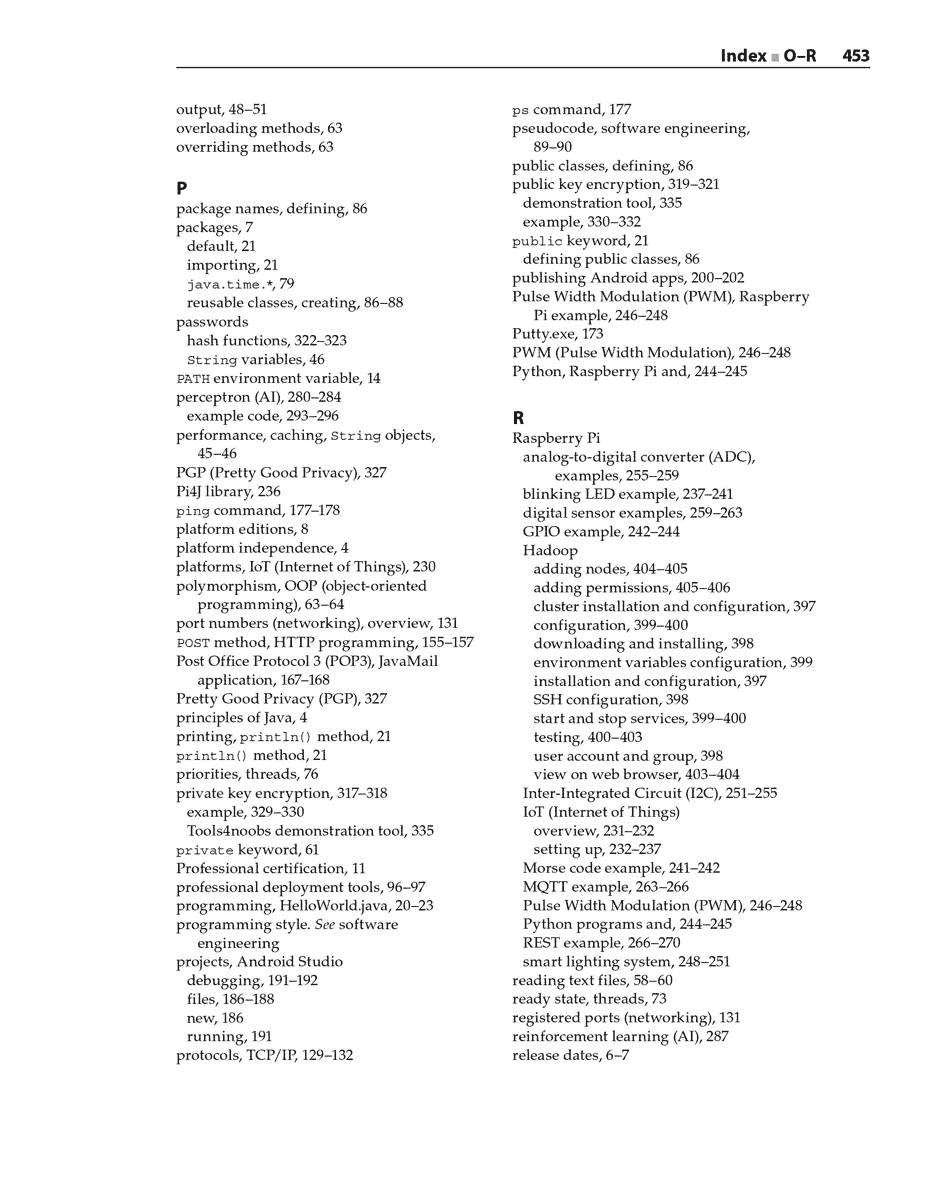 Index ■ O–R 453
output, 48–51
overloading methods, 63
overriding methods, 63
P
package names, defining, 86
packages, 7
default, 21
importing, 21
java.time.*, 79
reusable classes, creating, 86–88
passwords
hash functions, 322–323
String variables, 46
PATH environment variable, 14
perceptron (AI), 280–284
example code, 293–296
performance, caching, String objects,
45–46
PGP (Pretty Good Privacy), 327
Pi4J library, 236
ping command, 177–178
platform editions, 8
platform independence, 4
platforms, IoT (Internet of Things), 230
polymorphism, OOP (object-oriented
programming), 63–64
port numbers (networking), overview, 131
POST method, HTTP programming, 155–157
Post Office Protocol 3 (POP3), JavaMail
application, 167–168
Pretty Good Privacy (PGP), 327
principles of Java, 4
printing, println() method, 21
println() method, 21
priorities, threads, 76
private key encryption, 317–318
example, 329–330
Tools4noobs demonstration tool, 335
private keyword, 61
Professional certification, 11
professional deployment tools, 96–97
programming, HelloWorld.java, 20–23
programming style. See software
engineering
projects, Android Studio
debugging, 191–192
files, 186–188
new, 186
running, 191
protocols, TCP/IP, 129–132
ps command, 177
pseudocode, software engineering,
89–90
public classes, defining, 86
public key encryption, 319–321
demonstration tool, 335
example, 330–332
public keyword, 21
defining public classes, 86
publishing Android apps, 200–202
Pulse Width Modulation (PWM), Raspberry
Pi example, 246–248
Putty.exe, 173
PWM (Pulse Width Modulation), 246–248
Python, Raspberry Pi and, 244–245
R
Raspberry Pi
analog-to-digital converter (ADC),
examples, 255–259
blinking LED example, 237–241
digital sensor examples, 259–263
GPIO example, 242–244
Hadoop
adding nodes, 404–405
adding permissions, 405–406
cluster installation and configuration, 397
configuration, 399–400
downloading and installing, 398
environment variables configuration, 399
installation and configuration, 397
SSH configuration, 398
start and stop services, 399–400
testing, 400–403
user account and group, 398
view on web browser, 403–404
Inter-Integrated Circuit (I2C), 251–255
IoT (Internet of Things)
overview, 231–232
setting up, 232–237
Morse code example, 241–242
MQTT example, 263–266
Pulse Width Modulation (PWM), 246–248
Python programs and, 244–245
REST example, 266–270
smart lighting system, 248–251
reading text files, 58–60
ready state, threads, 73
registered ports (networking), 131
reinforcement learning (AI), 287
release dates, 6–7